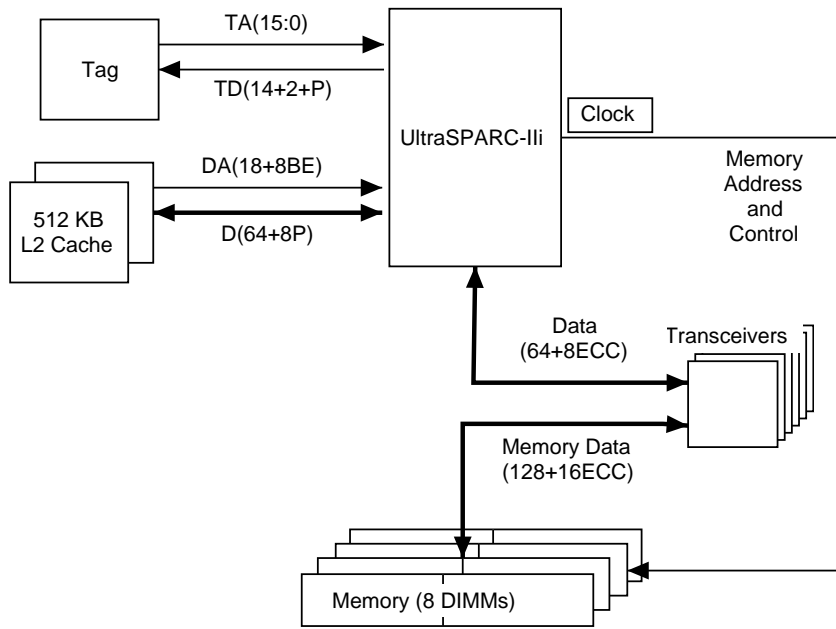 TA(15:0)
Tag
TD(14+2+P)
UltraSPARC-IIi
Clock
Memory
Address
and
Control
DA(18+8BE)
512 KB
L2 Cache
D(64+8P)
Data
(64+8ECC)
Transceivers
Memory Data
(128+16ECC)
Memory (8 DIMMs)